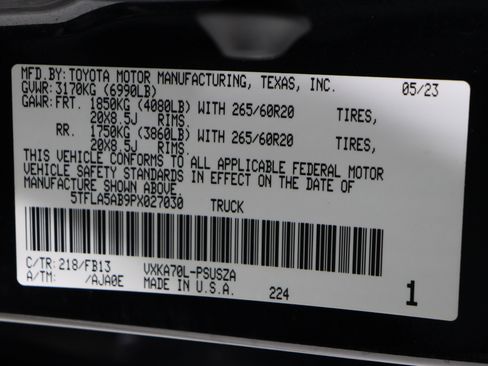 MFD.BY: TOYOTA MOTOR MANUFACTURING, TEXAS, INC. 05/23
GVWR: 3170KG (6990LB)
GAWR: FRT. 1850KG (4080LB) WITH 265/60R20 TIRES,
20X8.5J RIMS.
RR. 1750KG (3860LB) WITH 265/60R20 TIRES,
20X8.5J RIMS.
THIS VEHICLE CONFORMS TO ALL APPLICABLE FEDERAL MOTOR
VEHICLE SAFETY STANDARDS IN EFFECT ON THE DATE OF
MANUFACTURE SHOWN ABOVE.
5TFLA5AB9PX027030 TRUCK
C/TR: 218/FB13 VXKA70L-PSUSZA
A/TM: /AJA0E MADE IN U.S.A. 224 1